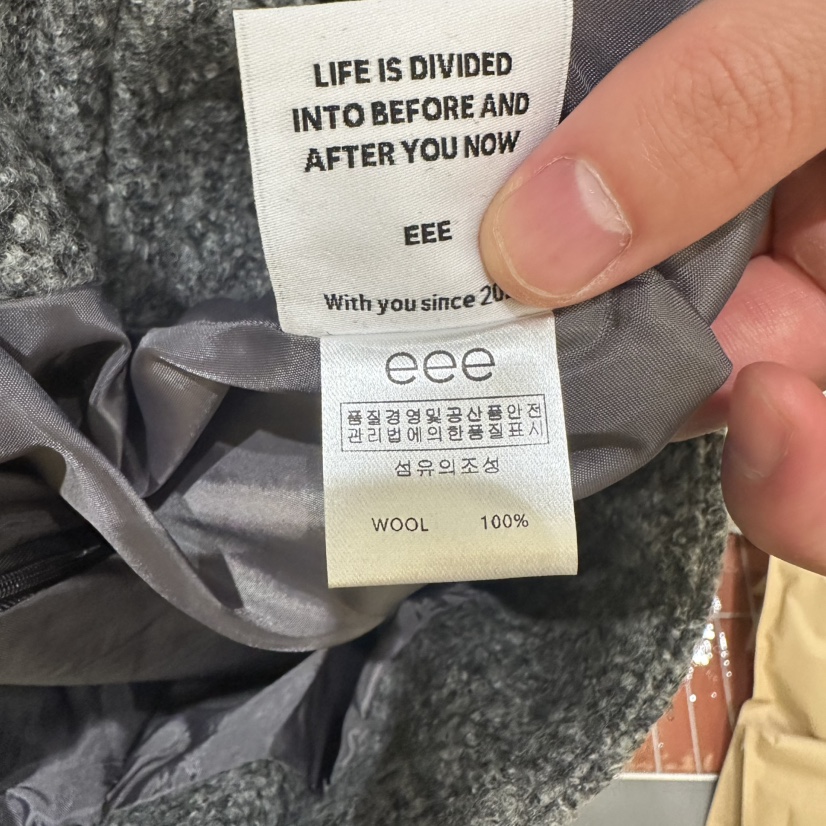 LIFE IS DIVIDED
INTO BEFORE AND
AFTER YOU NOW
EEE
With you since
eee
품질경영및공산품안전
관리법에의한품질표시
섬유의조성
WOOL 100%